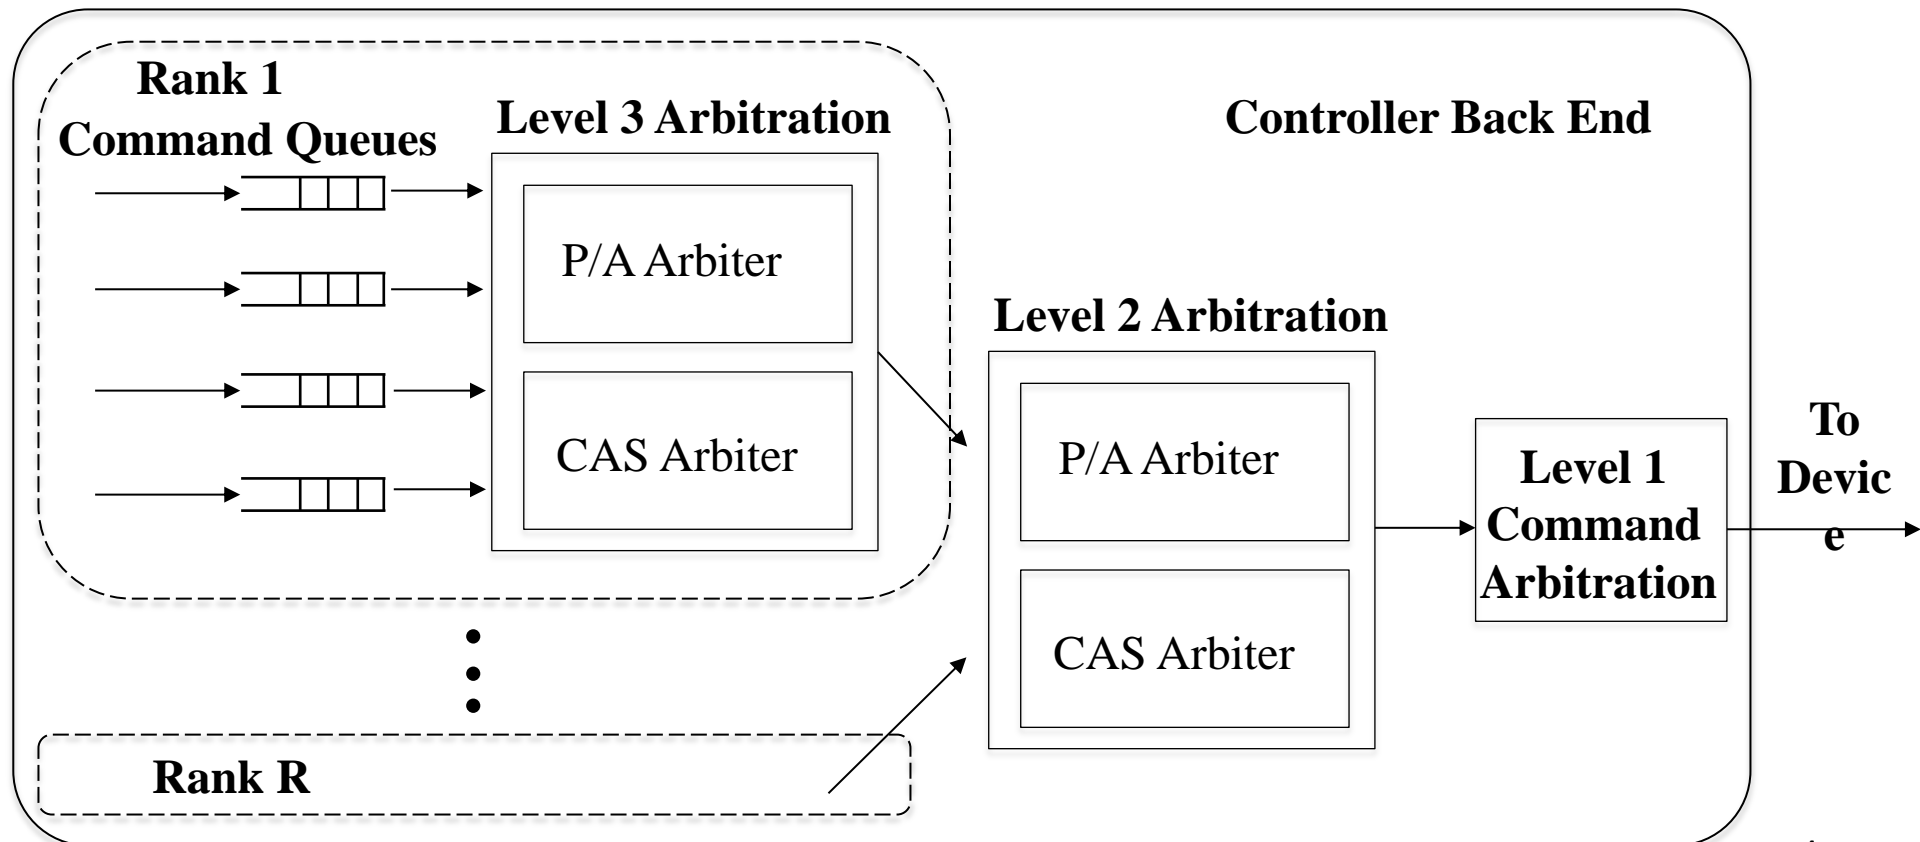 Rank 1
Command Queues
Level 3 Arbitration
P/A Arbiter
CAS Arbiter
Controller Back End
Level 2 Arbitration
P/A Arbiter
CAS Arbiter
Level 1
Command
Arbitration
To
Devic
e
Rank R